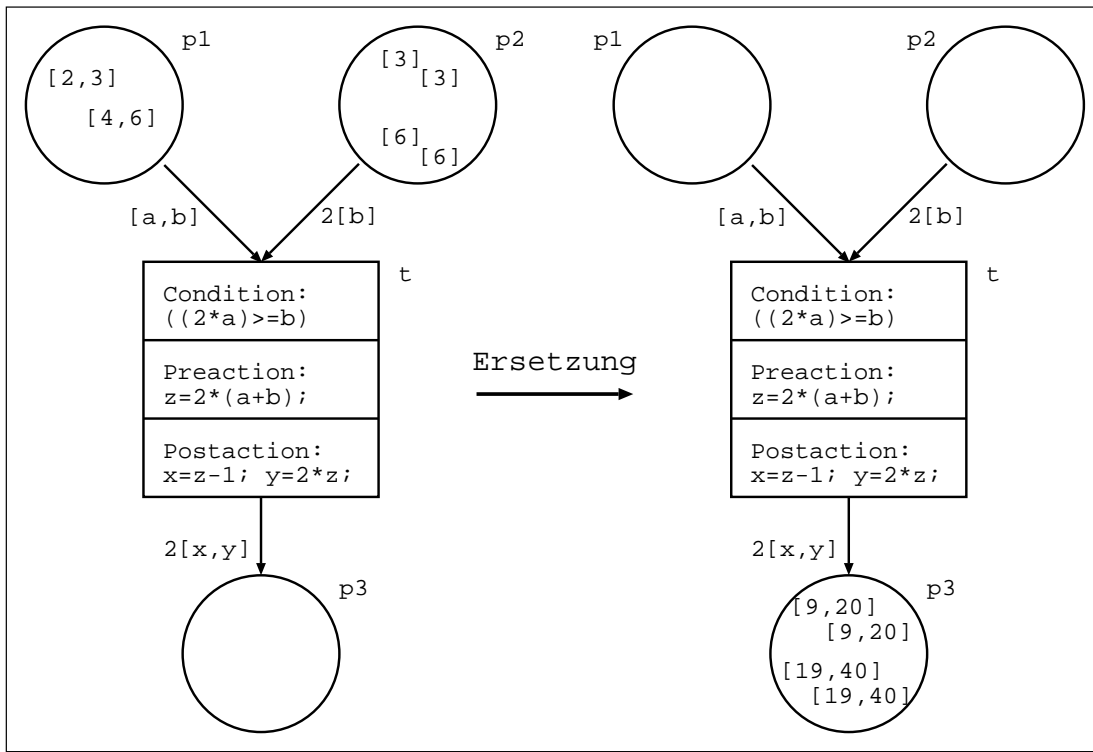 p1
[2,3]
[4,6]
p2
[3]
[3]
[6]
[6]
[a,b]
2[b]
t
Condition:
((2*a)>=b)
Preaction:
z=2*(a+b);
Postaction:
x=z-1; y=2*z;
2[x,y]
p3
Ersetzung
p1
p2
[a,b]
2[b]
t
Condition:
((2*a)>=b)
Preaction:
z=2*(a+b);
Postaction:
x=z-1; y=2*z;
2[x,y]
p3
[9,20]
[9,20]
[19,40]
[19,40]